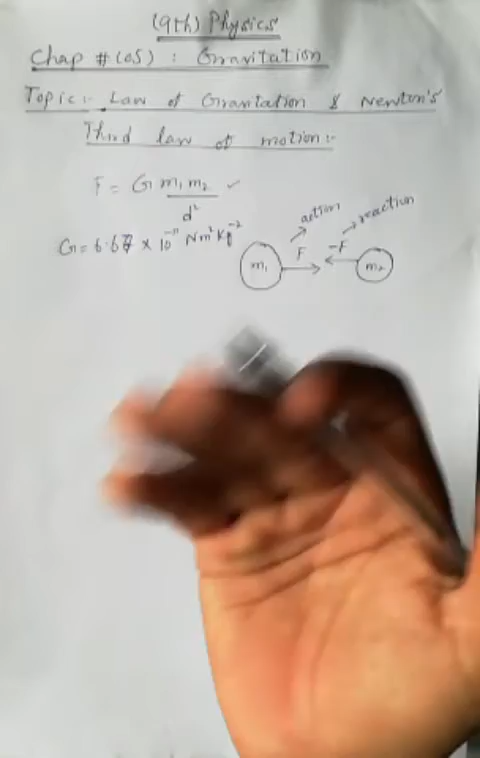 (9th) Physics
Chap # (05) : Gravitation
Topic:- Law of Gravitation & Newton's
Third law of motion:-
F = G m₁ m₂ / d² ✓
G = 6.67 × 10⁻¹¹ Nm² Kg⁻²
action
reaction
m₁ F -F m₂